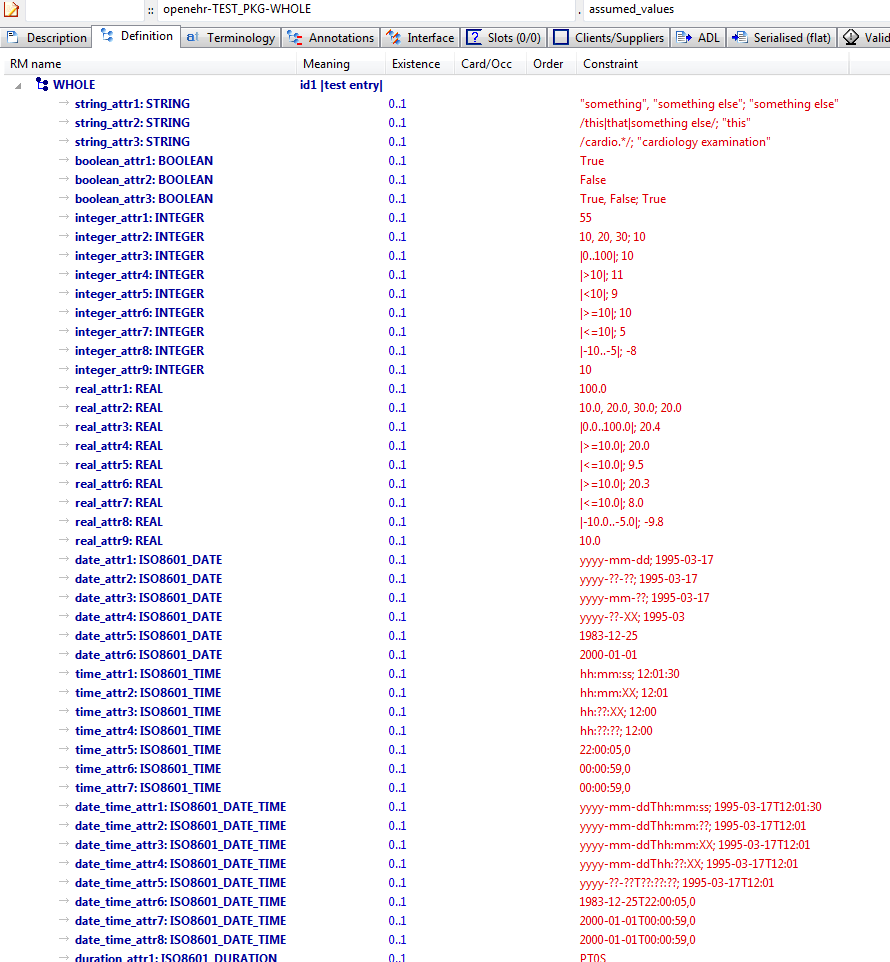 :: openehr-TEST_PKG-WHOLE . assumed_values
Description Definition Terminology Annotations Interface Slots (0/0) Clients/Suppliers ADL Serialised (flat) Valid
RM name Meaning Existence Card/Occ Order Constraint
WHOLE id1 |test entry|
string_attr1: STRING 0..1 "something", "something else"; "something else"
string_attr2: STRING 0..1 /this|that|something else/; "this"
string_attr3: STRING 0..1 /cardio.*/; "cardiology examination"
boolean_attr1: BOOLEAN 0..1 True
boolean_attr2: BOOLEAN 0..1 False
boolean_attr3: BOOLEAN 0..1 True, False; True
integer_attr1: INTEGER 0..1 55
integer_attr2: INTEGER 0..1 10, 20, 30; 10
integer_attr3: INTEGER 0..1 |0..100|; 10
integer_attr4: INTEGER 0..1 |>10|; 11
integer_attr5: INTEGER 0..1 |<10|; 9
integer_attr6: INTEGER 0..1 |>=10|; 10
integer_attr7: INTEGER 0..1 |<=10|; 5
integer_attr8: INTEGER 0..1 |-10..-5|; -8
integer_attr9: INTEGER 0..1 10
real_attr1: REAL 0..1 100.0
real_attr2: REAL 0..1 10.0, 20.0, 30.0; 20.0
real_attr3: REAL 0..1 |0.0..100.0|; 20.4
real_attr4: REAL 0..1 |>=10.0|; 20.0
real_attr5: REAL 0..1 |<=10.0|; 9.5
real_attr6: REAL 0..1 |>=10.0|; 20.3
real_attr7: REAL 0..1 |<=10.0|; 8.0
real_attr8: REAL 0..1 |-10.0..-5.0|; -9.8
real_attr9: REAL 0..1 10.0
date_attr1: ISO8601_DATE 0..1 yyyy-mm-dd; 1995-03-17
date_attr2: ISO8601_DATE 0..1 yyyy-??-??; 1995-03-17
date_attr3: ISO8601_DATE 0..1 yyyy-mm-??; 1995-03-17
date_attr4: ISO8601_DATE 0..1 yyyy-??-XX; 1995-03
date_attr5: ISO8601_DATE 0..1 1983-12-25
date_attr6: ISO8601_DATE 0..1 2000-01-01
time_attr1: ISO8601_TIME 0..1 hh:mm:ss; 12:01:30
time_attr2: ISO8601_TIME 0..1 hh:mm:XX; 12:01
time_attr3: ISO8601_TIME 0..1 hh:??:XX; 12:00
time_attr4: ISO8601_TIME 0..1 hh:??:??; 12:00
time_attr5: ISO8601_TIME 0..1 22:00:05,0
time_attr6: ISO8601_TIME 0..1 00:00:59,0
time_attr7: ISO8601_TIME 0..1 00:00:59,0
date_time_attr1: ISO8601_DATE_TIME 0..1 yyyy-mm-ddThh:mm:ss; 1995-03-17T12:01:30
date_time_attr2: ISO8601_DATE_TIME 0..1 yyyy-mm-ddThh:mm:??; 1995-03-17T12:01
date_time_attr3: ISO8601_DATE_TIME 0..1 yyyy-mm-ddThh:mm:XX; 1995-03-17T12:01
date_time_attr4: ISO8601_DATE_TIME 0..1 yyyy-mm-ddThh:??:XX; 1995-03-17T12:01
date_time_attr5: ISO8601_DATE_TIME 0..1 yyyy-??-??T??:??:??; 1995-03-17T12:01
date_time_attr6: ISO8601_DATE_TIME 0..1 1983-12-25T22:00:05,0
date_time_attr7: ISO8601_DATE_TIME 0..1 2000-01-01T00:00:59,0
date_time_attr8: ISO8601_DATE_TIME 0..1 2000-01-01T00:00:59,0
duration_attr1: ISO8601_DURATION 0..1 PT0S